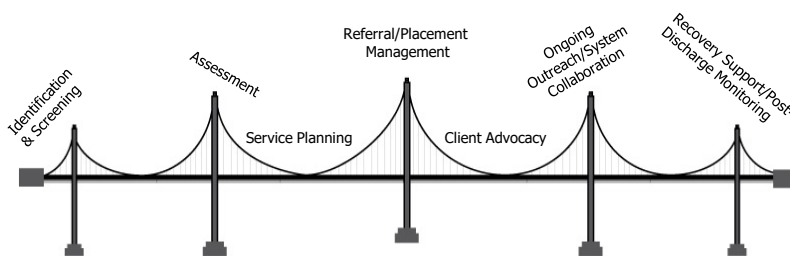 Identification
& Screening
Assessment
Service Planning
Referral/Placement
Management
Client Advocacy
Ongoing
Outreach/System
Collaboration
Recovery Support/Post-
Discharge Monitoring